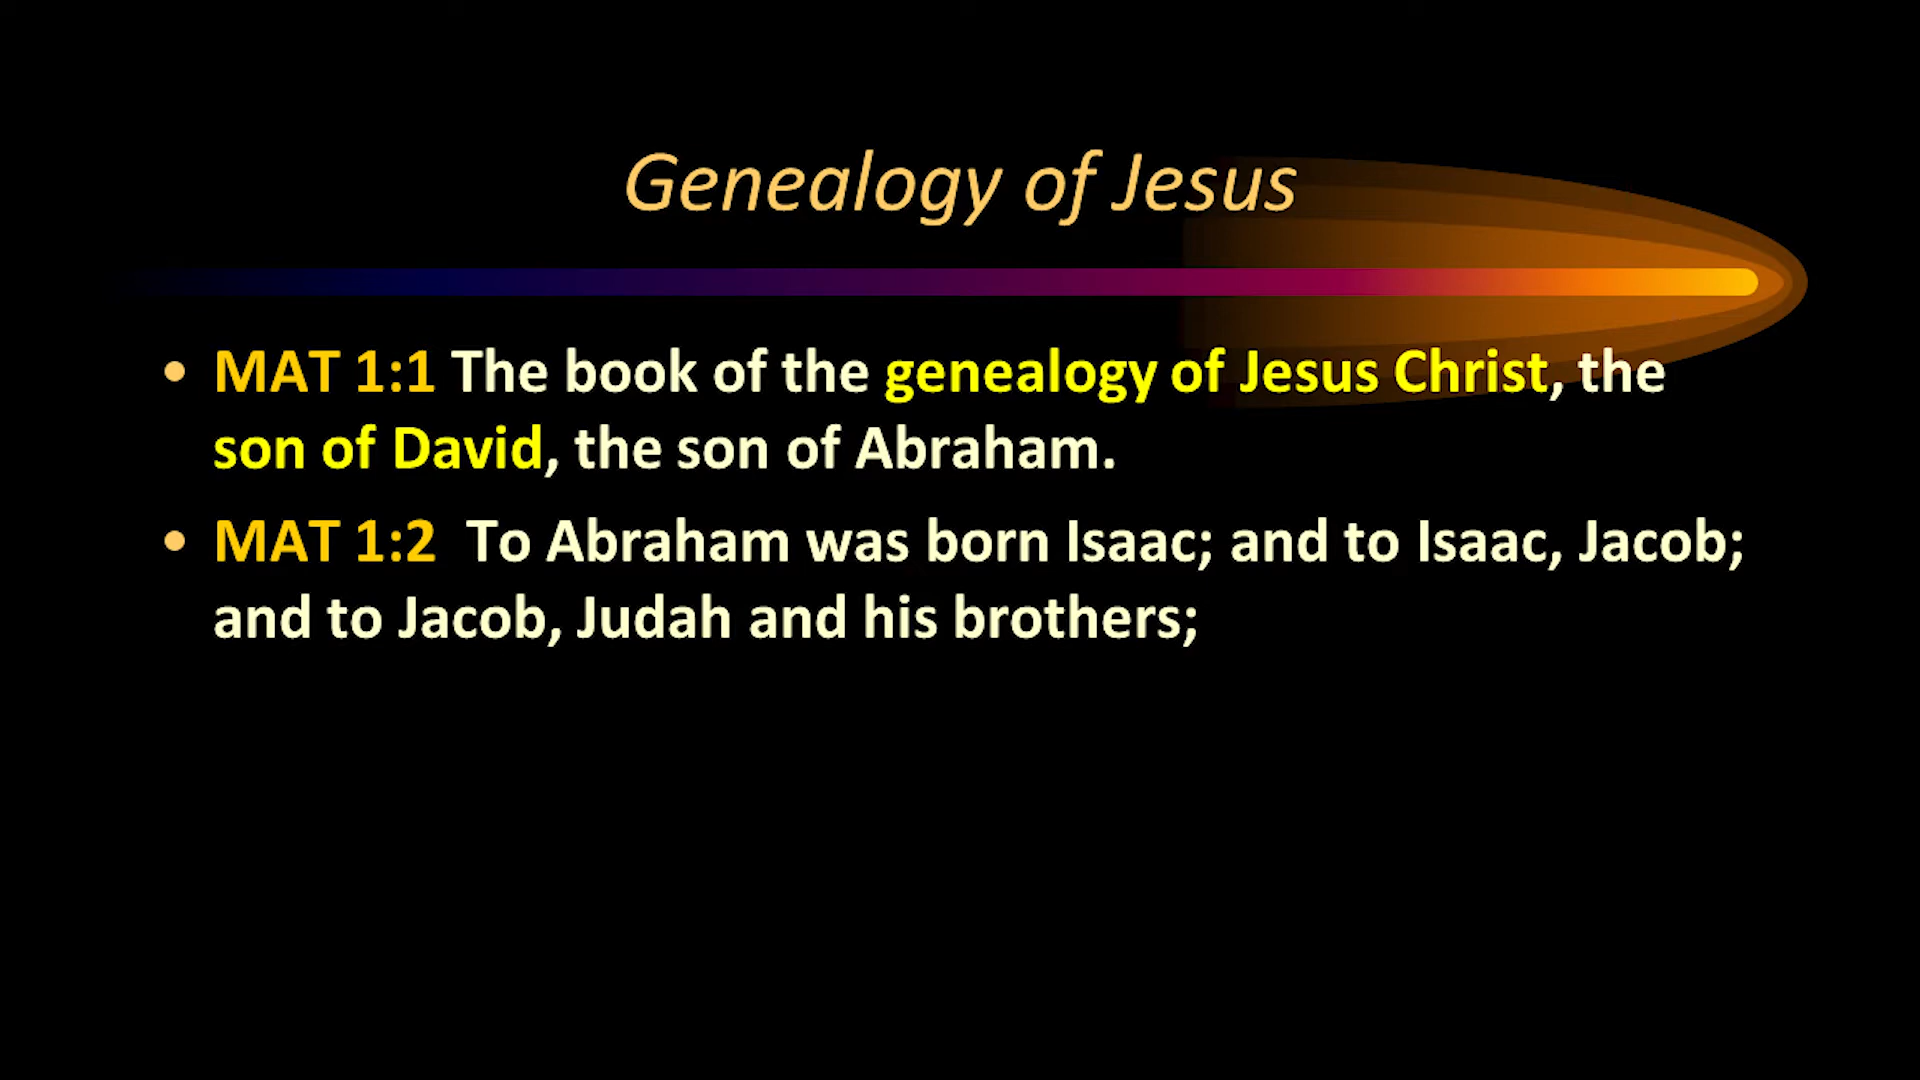 Genealogy of Jesus
• MAT 1:1 The book of the genealogy of Jesus Christ, the
son of David, the son of Abraham.
• MAT 1:2  To Abraham was born Isaac; and to Isaac, Jacob;
and to Jacob, Judah and his brothers;